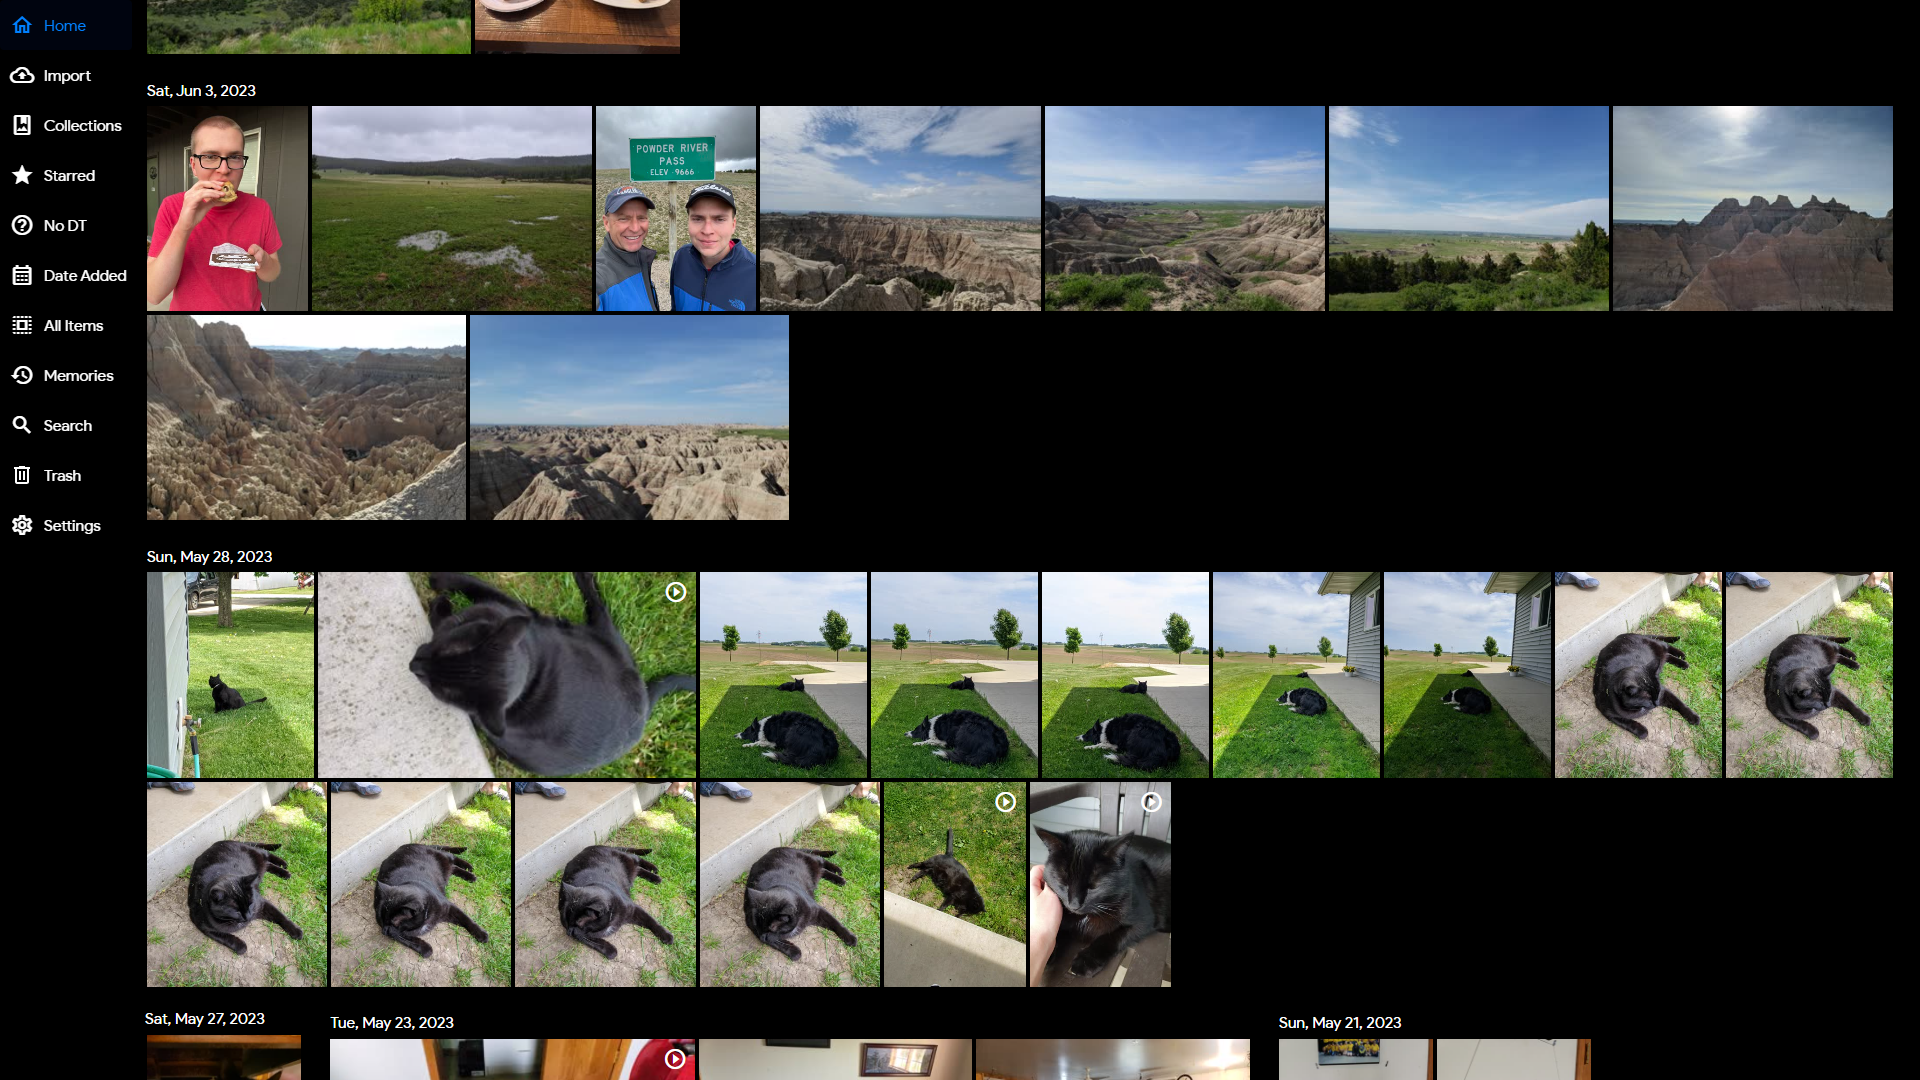 Home
Import
Collections
Starred
No DT
Date Added
All Items
Memories
Search
Trash
Settings
Sat, Jun 3, 2023
POWDER RIVER
PASS
ELEV 9666
Sun, May 28, 2023
Sat, May 27, 2023
Tue, May 23, 2023
Sun, May 21, 2023